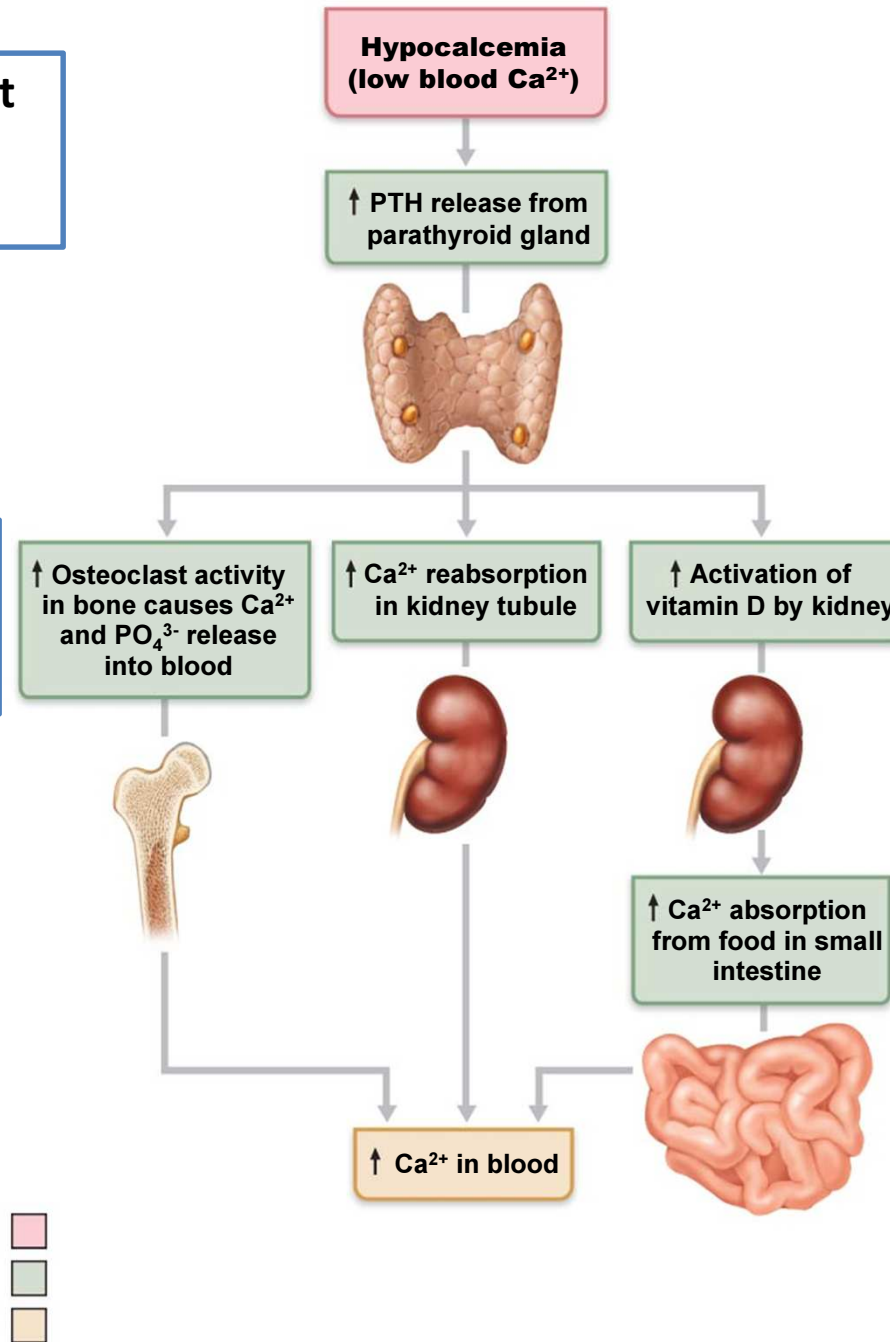 t
Hypocalcemia
(low blood Ca²⁺)
↑ PTH release from
parathyroid gland
↑ Osteoclast activity
in bone causes Ca²⁺
and PO₄³⁻ release
into blood
↑ Ca²⁺ reabsorption
in kidney tubule
↑ Activation of
vitamin D by kidney
↑ Ca²⁺ absorption
from food in small
intestine
↑ Ca²⁺ in blood